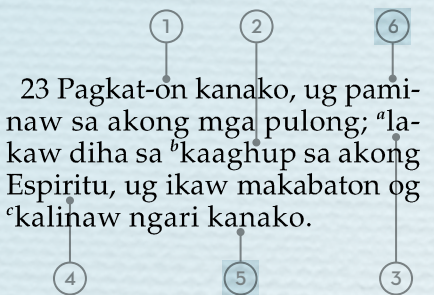 1 2 6
23 Pagkat-on kanako, ug pami-
naw sa akong mga pulong; ᵃla-
kaw diha sa ᵇkaaghup sa akong
Espiritu, ug ikaw makabaton og
ᶜkalinaw ngari kanako.
4 5 3